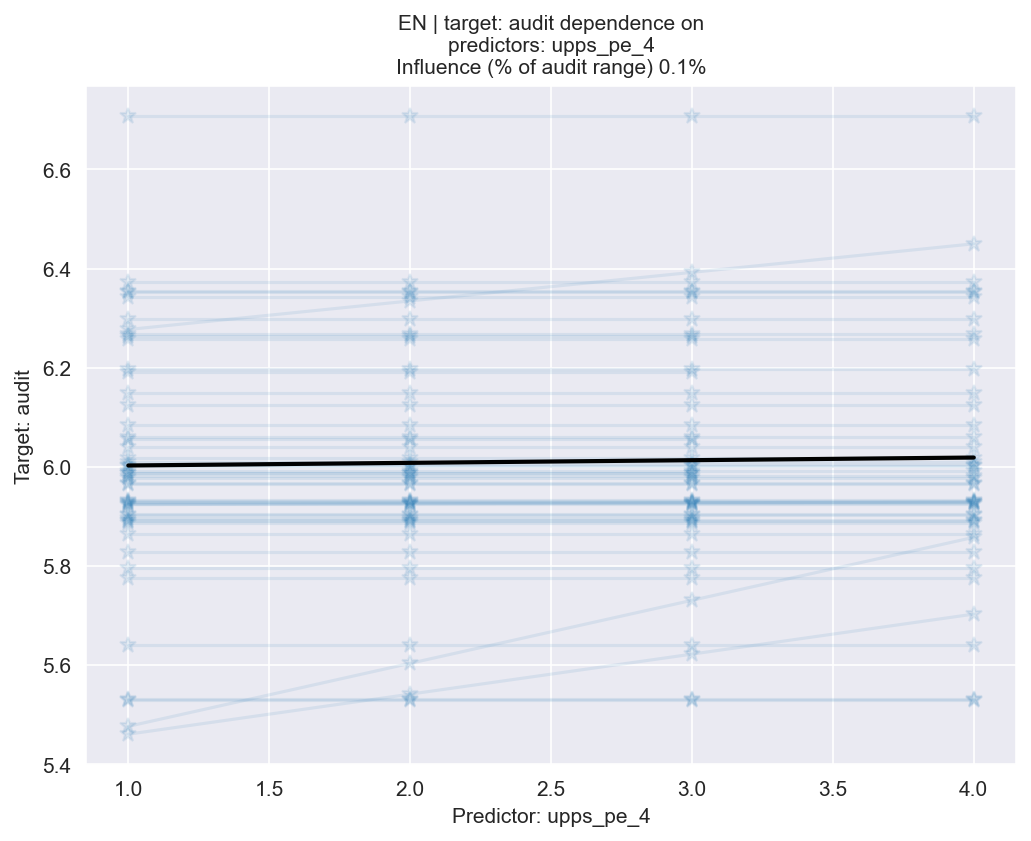 EN | target: audit dependence on
predictors: upps_pe_4
Influence (% of audit range) 0.1%
6.6
6.4
6.2
6.0
5.8
5.6
5.4
Target: audit
1.0
1.5
2.0
2.5
3.0
3.5
4.0
Predictor: upps_pe_4